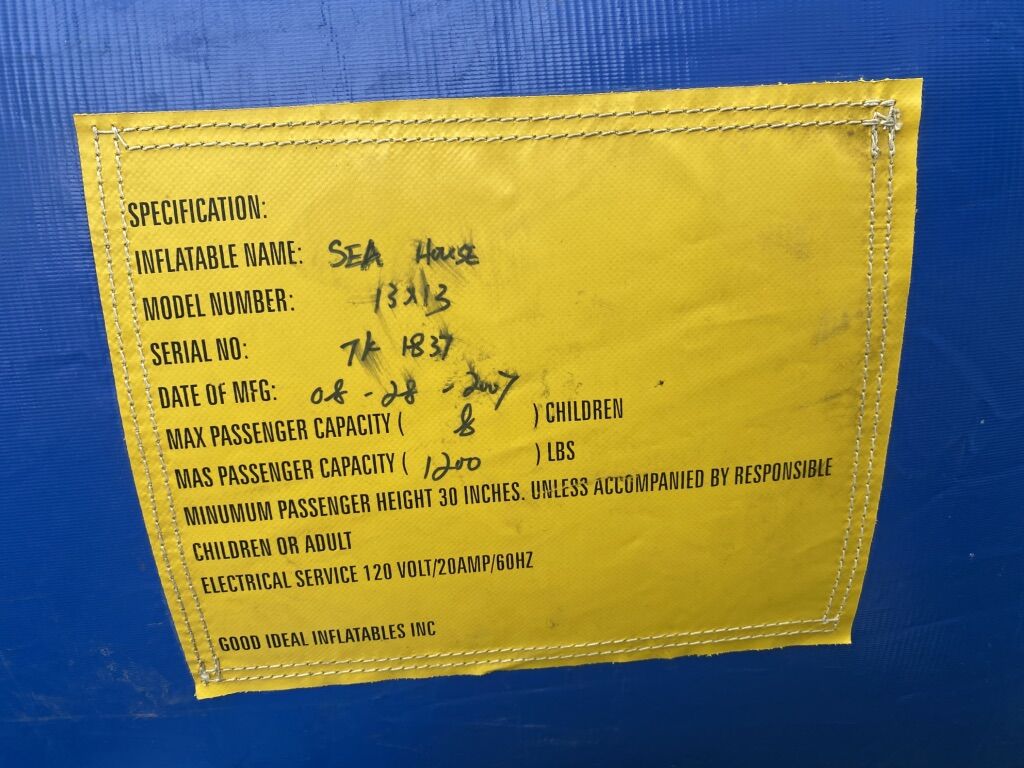 SPECIFICATION:
INFLATABLE NAME: SEA HOUSE
MODEL NUMBER: 13X13
SERIAL NO: TK 1837
DATE OF MFG: 08-28-2007
MAX PASSENGER CAPACITY ( 8 ) CHILDREN
MAS PASSENGER CAPACITY ( 1200 ) LBS
MINUMUM PASSENGER HEIGHT 30 INCHES. UNLESS ACCOMPANIED BY RESPONSIBLE
CHILDREN OR ADULT
ELECTRICAL SERVICE 120 VOLT/20AMP/60HZ
GOOD IDEAL INFLATABLES INC